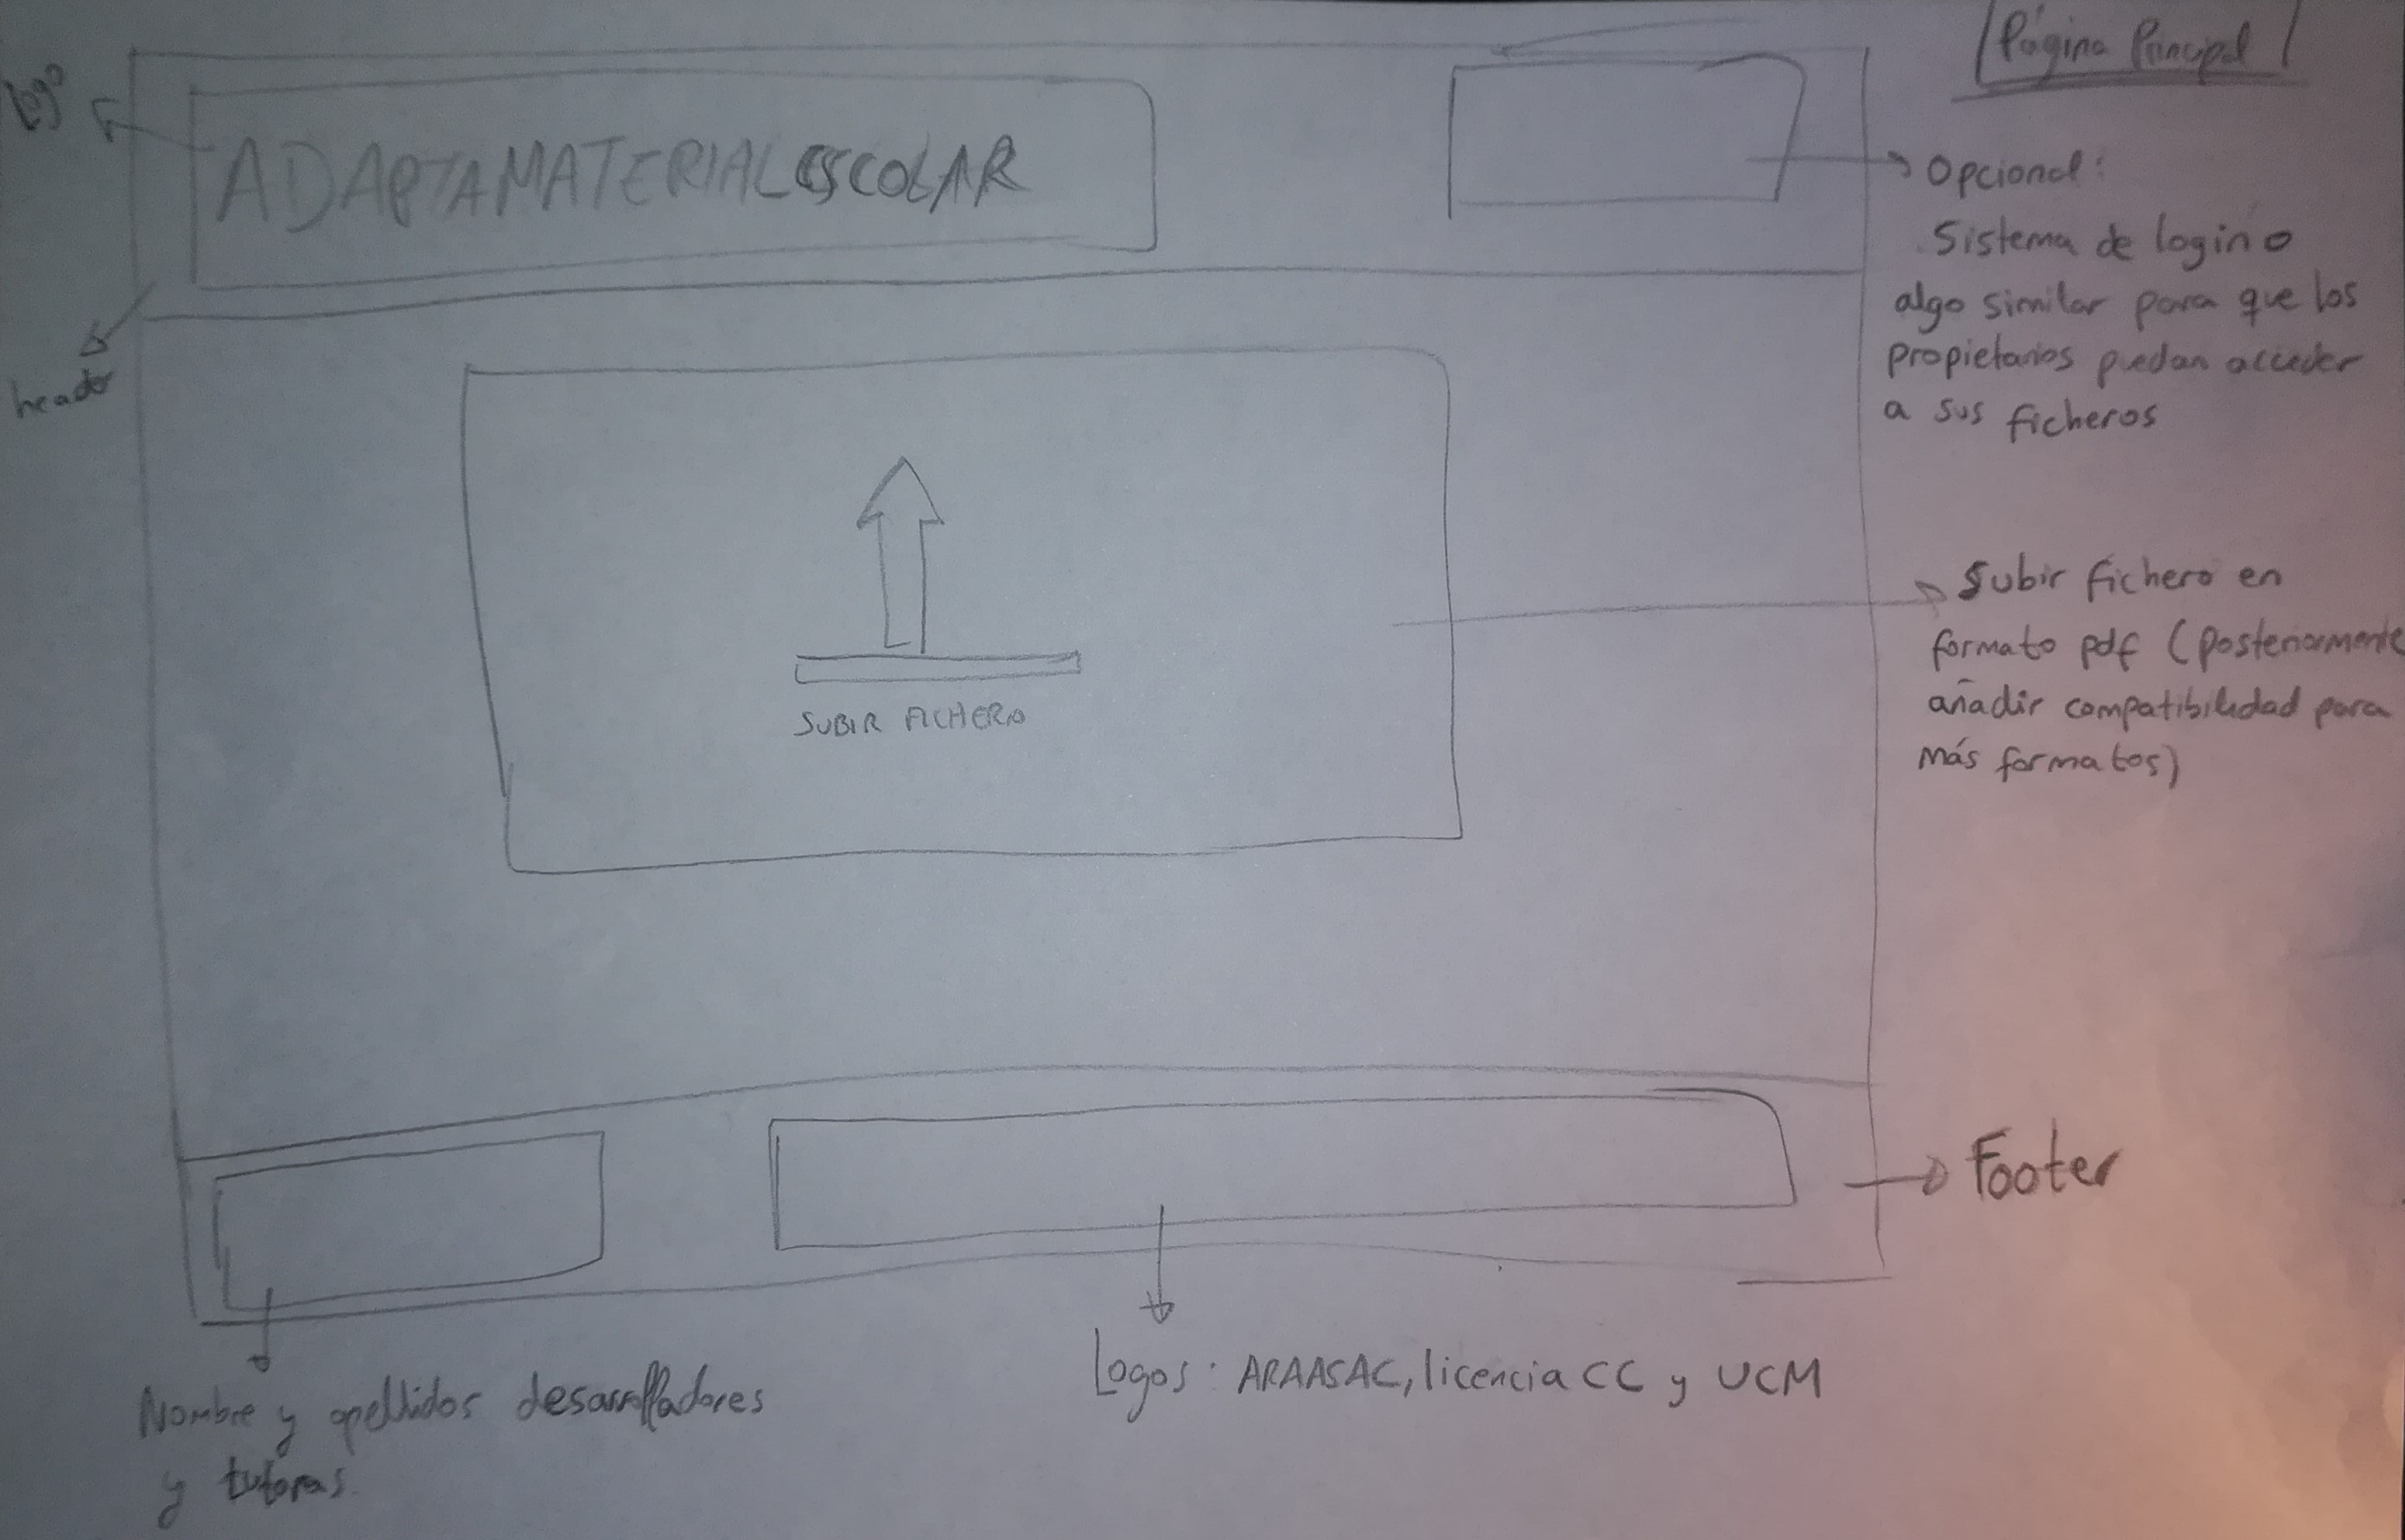 Página Principal
Logo
ADAPTAMATERIALESCOLAR
header
Opcional:
Sistema de login o
algo similar para que los
propietarios puedan acceder
a sus ficheros
SUBIR FICHERO
Subir fichero en
formato pdf (posteriormente
añadir compatibilidad para
más formatos)
Footer
Nombre y apellidos desarrolladores
y tutoras.
Logos: ARAASAC, licencia CC y UCM